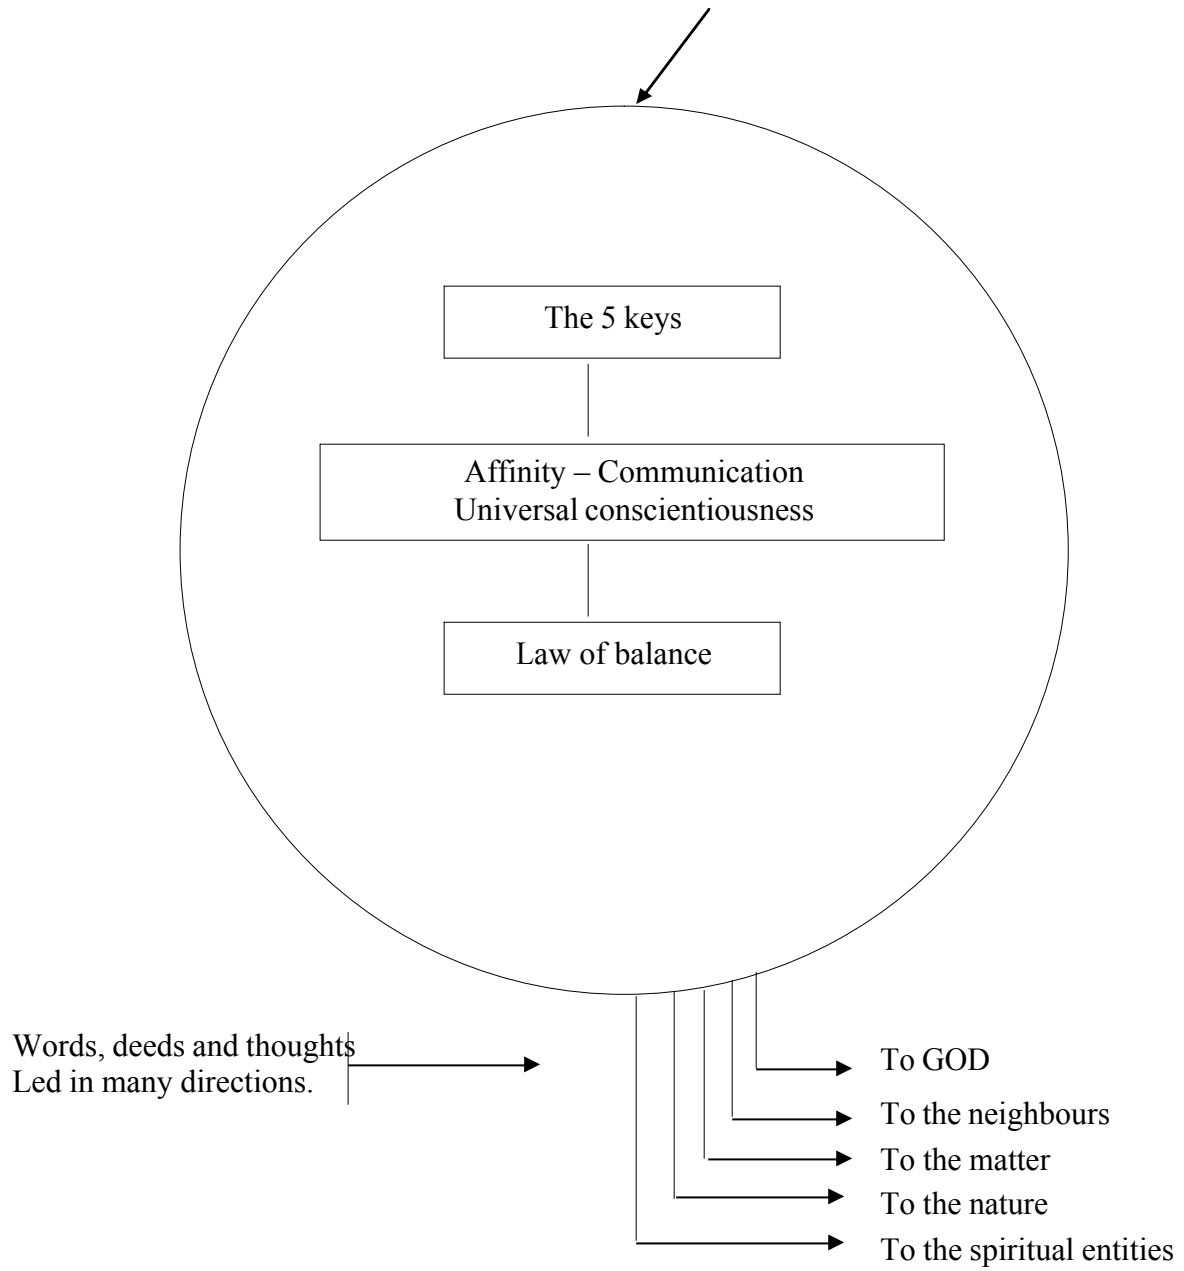 The 5 keys
Affinity – Communication
Universal conscientiousness
Law of balance
Words, deeds and thoughts
Led in many directions.
To GOD
To the neighbours
To the matter
To the nature
To the spiritual entities